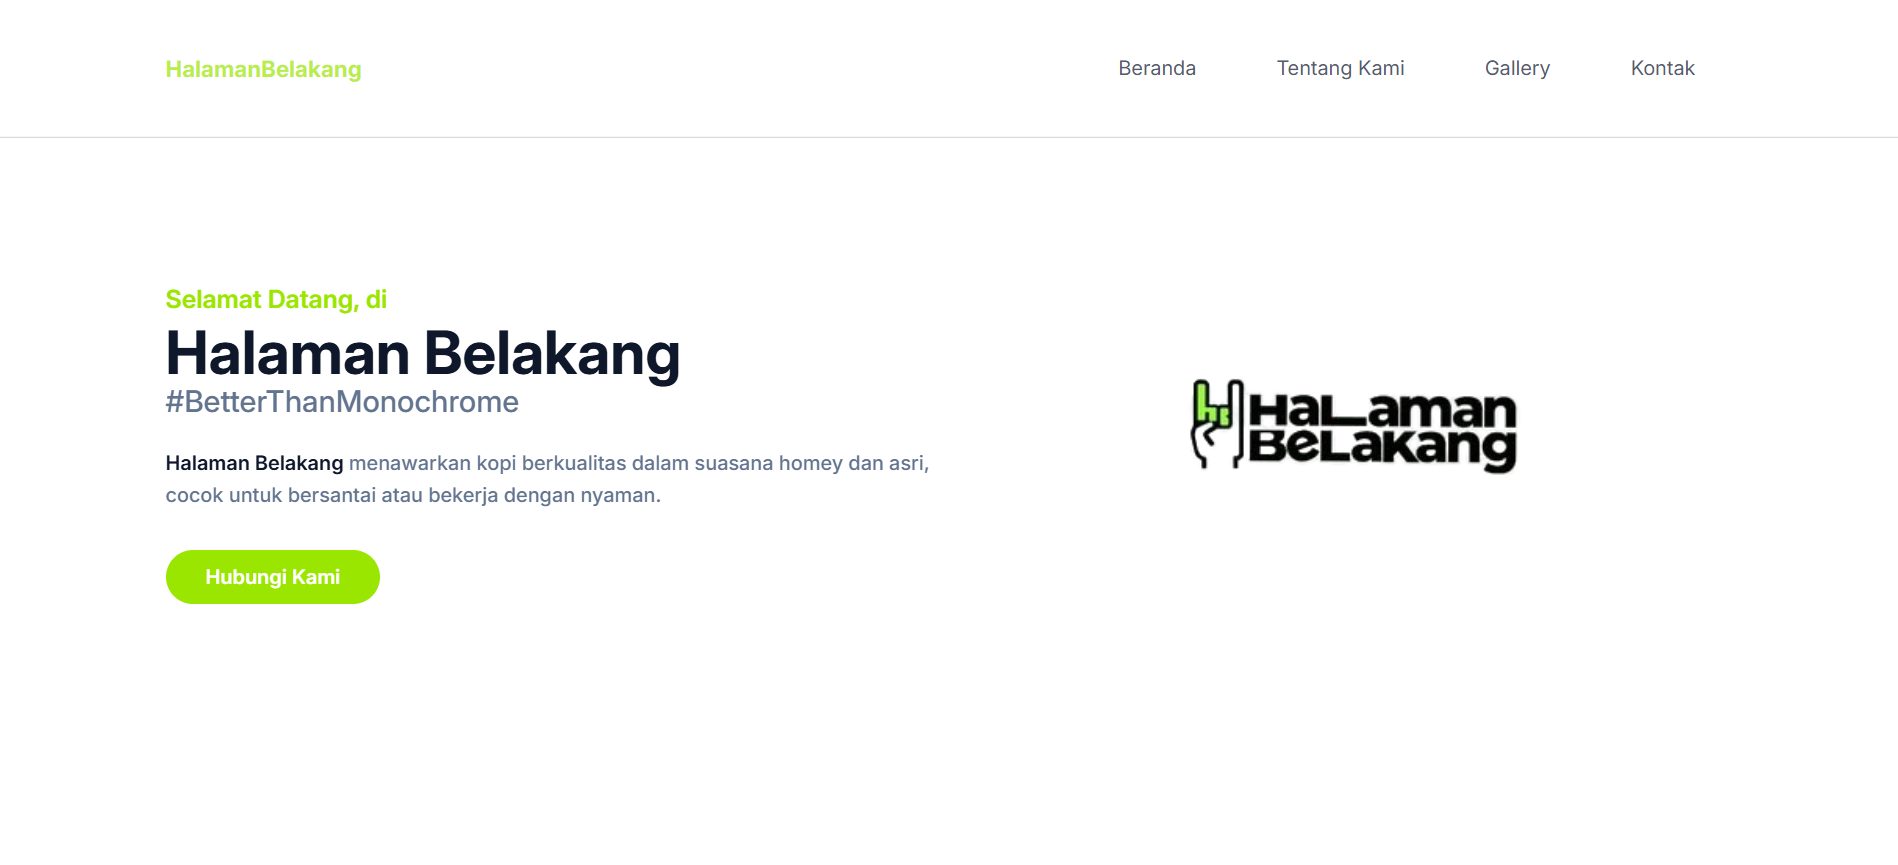 HalamanBelakang
Beranda
Tentang Kami
Gallery
Kontak
Selamat Datang, di
Halaman Belakang
#BetterThanMonochrome
Halaman Belakang menawarkan kopi berkualitas dalam suasana homey dan asri,
cocok untuk bersantai atau bekerja dengan nyaman.
Hubungi Kami
hB
HaLaman
BeLaKang